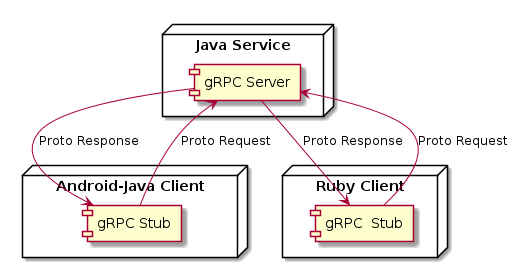 Java Service
gRPC Server
Proto Response
Proto Request
Proto Response
Proto Request
Android-Java Client
Ruby Client
gRPC Stub
gRPC  Stub